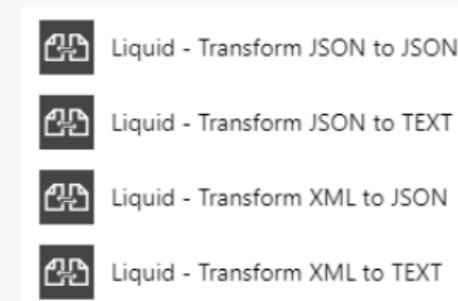 Liquid - Transform JSON to JSON
Liquid - Transform JSON to TEXT
Liquid - Transform XML to JSON
Liquid - Transform XML to TEXT